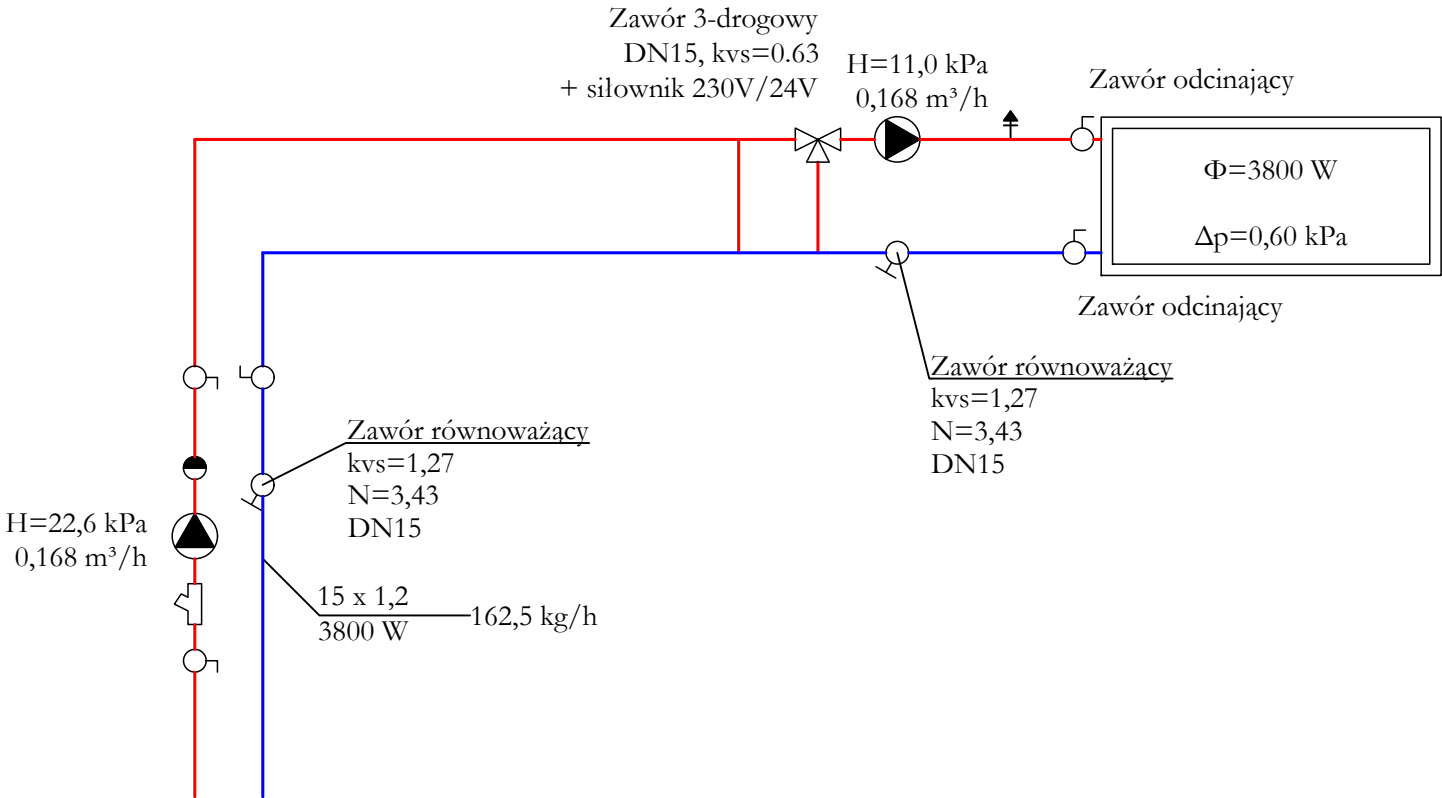 Zawór 3-drogowy
DN15, kvs=0.63
+ siłownik 230V/24V
H=11,0 kPa
0,168 m³/h
Zawór odcinający
Φ=3800 W
Δp=0,60 kPa
Zawór odcinający
Zawór równoważący
kvs=1,27
N=3,43
DN15
Zawór równoważący
kvs=1,27
N=3,43
DN15
H=22,6 kPa
0,168 m³/h
15 x 1,2
3800 W
162,5 kg/h